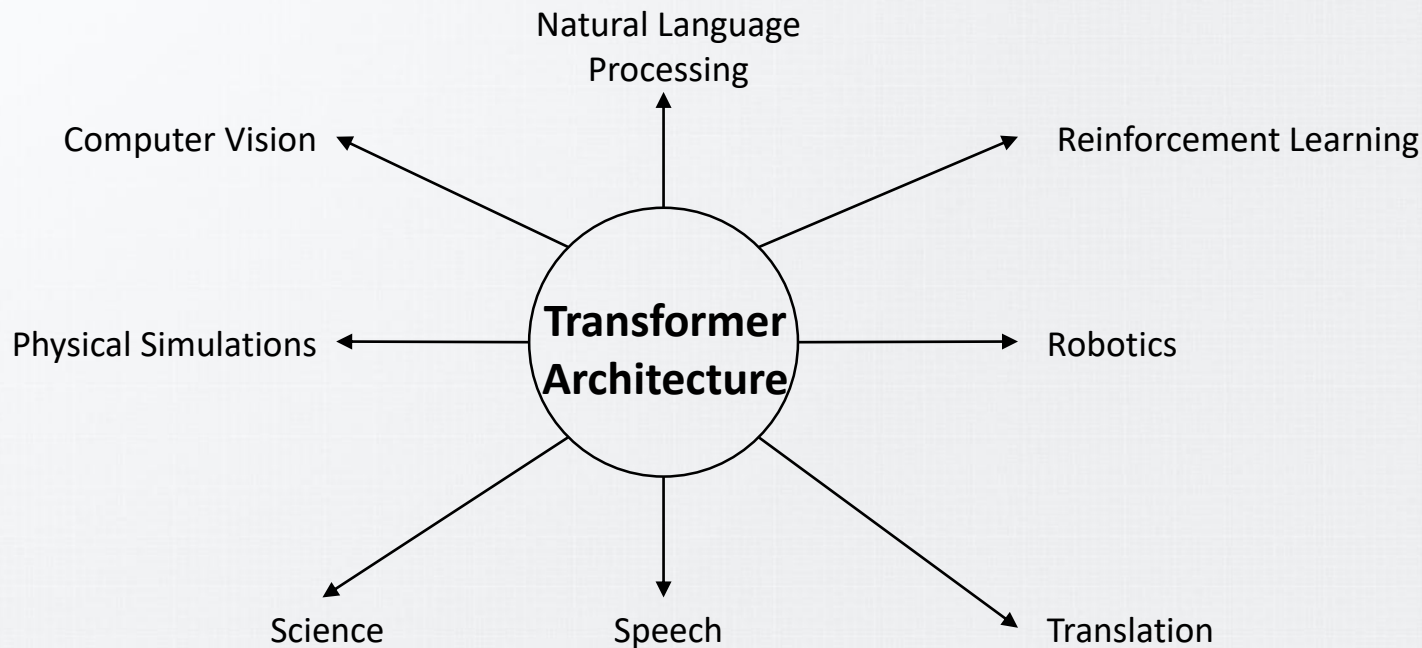 Natural Language
Processing
Computer Vision
Reinforcement Learning
Transformer
Architecture
Physical Simulations
Robotics
Science
Speech
Translation